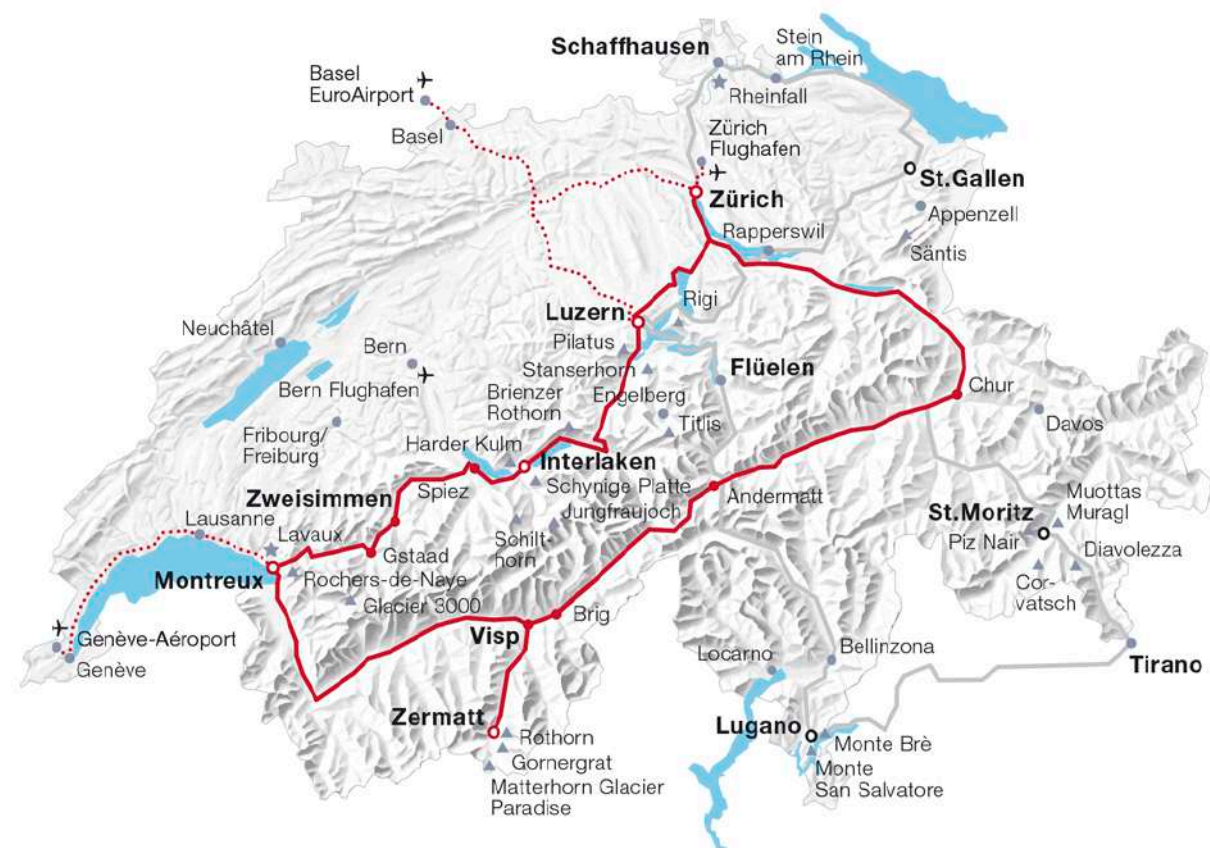 Schaffhausen
Stein
am Rhein
Basel
EuroAirport
Rheinfall
Basel
Zürich
Flughafen
St.Gallen
Zürich
Appenzell
Rapperswil
Säntis
Rigi
Luzern
Neuchâtel
Pilatus
Bern
Stanserhorn
Flüelen
Bern Flughafen
Brienzer
Rothorn
Engelberg
Chur
Titlis
Davos
Fribourg/
Freiburg
Harder Kulm
Interlaken
Spiez
Schynige Platte
Andermatt
Zweisimmen
Jungfraujoch
Muottas
Muragl
Lausanne
Lavaux
St.Moritz
Schilt-
horn
Piz Nair
Diavolezza
Gstaad
Montreux
Rochers-de-Naye
Cor-
vatsch
Glacier 3000
Brig
Visp
Genève-Aéroport
Genève
Bellinzona
Locarno
Tirano
Zermatt
Lugano
Rothorn
Monte Brè
Gornergrat
Monte
San Salvatore
Matterhorn Glacier
Paradise